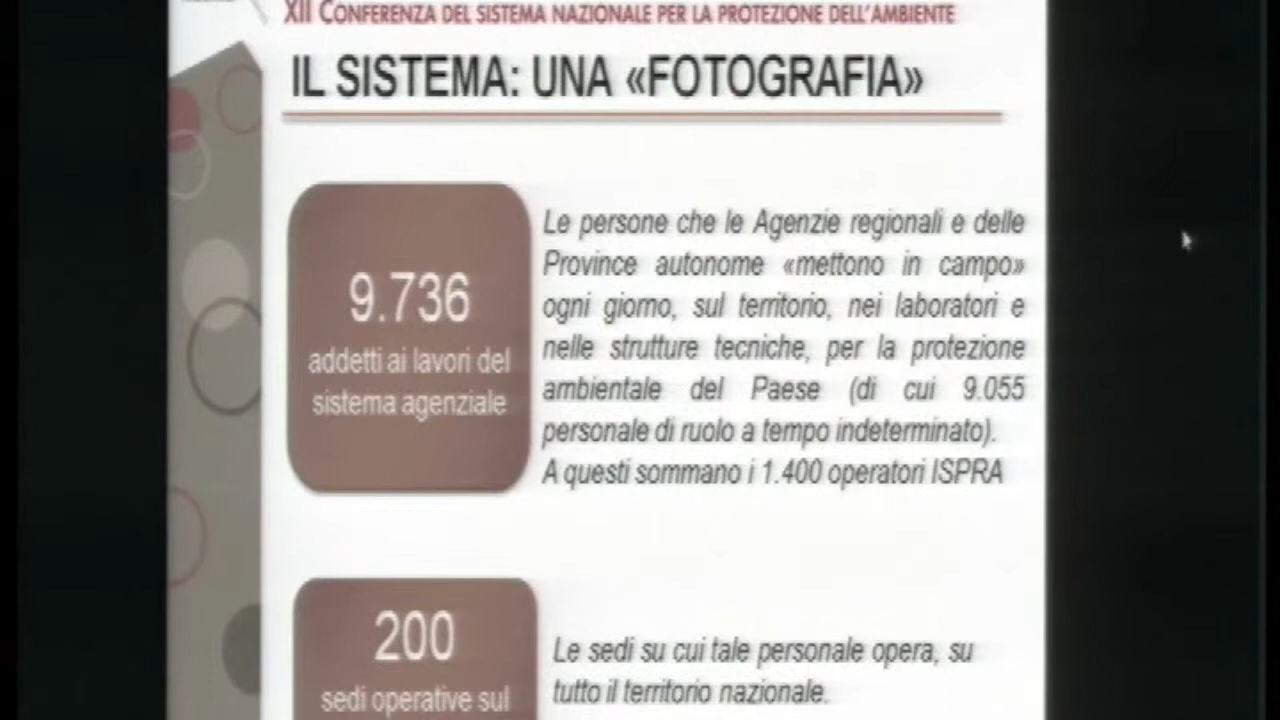 XII CONFERENZA DEL SISTEMA NAZIONALE PER LA PROTEZIONE DELL'AMBIENTE
IL SISTEMA: UNA «FOTOGRAFIA»
9.736
addetti ai lavori del
sistema agenziale
Le persone che le Agenzie regionali e delle
Province autonome «mettono in campo»
ogni giorno, sul territorio, nei laboratori e
nelle strutture tecniche, per la protezione
ambientale del Paese (di cui 9.055
personale di ruolo a tempo indeterminato).
A questi sommano i 1.400 operatori ISPRA
200
sedi operative sul
Le sedi su cui tale personale opera, su
tutto il territorio nazionale.